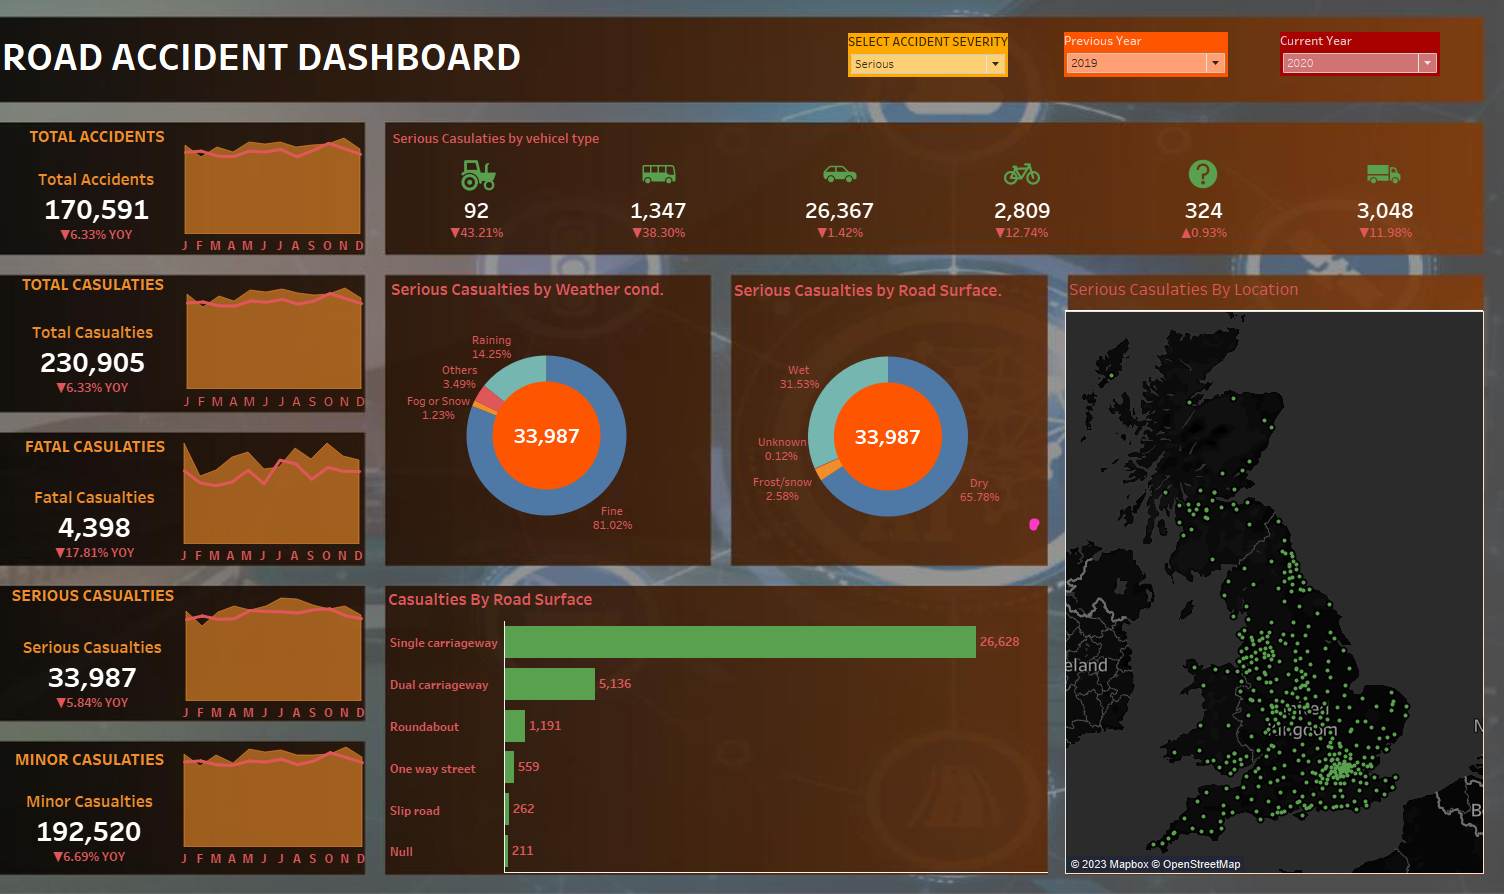 ROAD ACCIDENT DASHBOARD
SELECT ACCIDENT SEVERITY
Serious
Previous Year
2019
Current Year
2020
TOTAL ACCIDENTS
Total Accidents
170,591
▼6.33% YOY
J F M A M J J A S O N D
TOTAL CASULATIES
Total Casualties
230,905
▼6.33% YOY
J F M A M J J A S O N D
FATAL CASULATIES
Fatal Casualties
4,398
▼17.81% YOY
J F M A M J J A S O N D
SERIOUS CASUALTIES
Serious Casualties
33,987
▼5.84% YOY
J F M A M J J A S O N D
MINOR CASULATIES
Minor Casualties
192,520
▼6.69% YOY
J F M A M J J A S O N D
Serious Casulaties by vehicel type
?
92
▼43.21%
1,347
▼38.30%
26,367
▼1.42%
2,809
▼12.74%
324
▲0.93%
3,048
▼11.98%
Serious Casualties by Weather cond.
Raining
14.25%
Others
3.49%
Fog or Snow
1.23%
33,987
Fine
81.02%
Serious Casualties by Road Surface.
Wet
31.53%
33,987
Unknown
0.12%
Frost/snow
2.58%
Dry
65.78%
Casualties By Road Surface
Single carriageway 26,628
Dual carriageway 5,136
Roundabout 1,191
One way street 559
Slip road 262
Null 211
Serious Casulaties By Location
eland
United
Kingdom
N
B
© 2023 Mapbox © OpenStreetMap